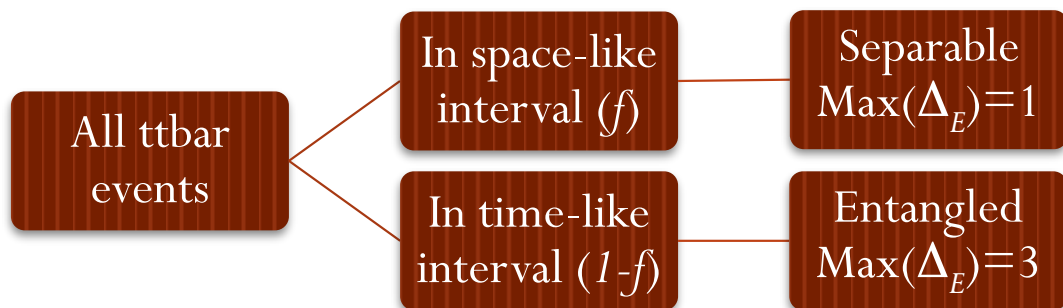 All ttbar
events
In space-like
interval (f)
Separable
Max(Δ_E)=1
In time-like
interval (1-f)
Entangled
Max(Δ_E)=3